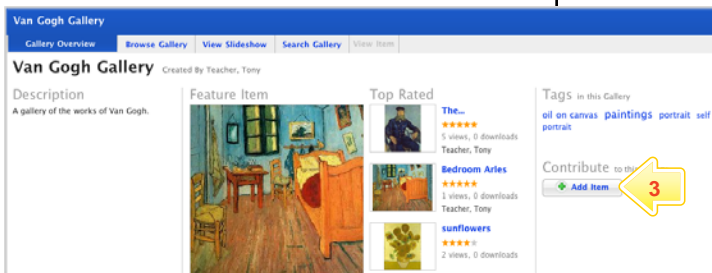 Van Gogh Gallery
Gallery Overview Browse Gallery View Slideshow Search Gallery View Item
Van Gogh Gallery Created By Teacher, Tony
Description
A gallery of the works of Van Gogh.
Feature Item
Top Rated
The...
5 views, 0 downloads
Teacher, Tony
Bedroom Arles
1 views, 0 downloads
Teacher, Tony
sunflowers
2 views, 0 downloads
Tags in this Gallery
oil on canvas paintings portrait self
portrait
Contribute to this
Add Item
3